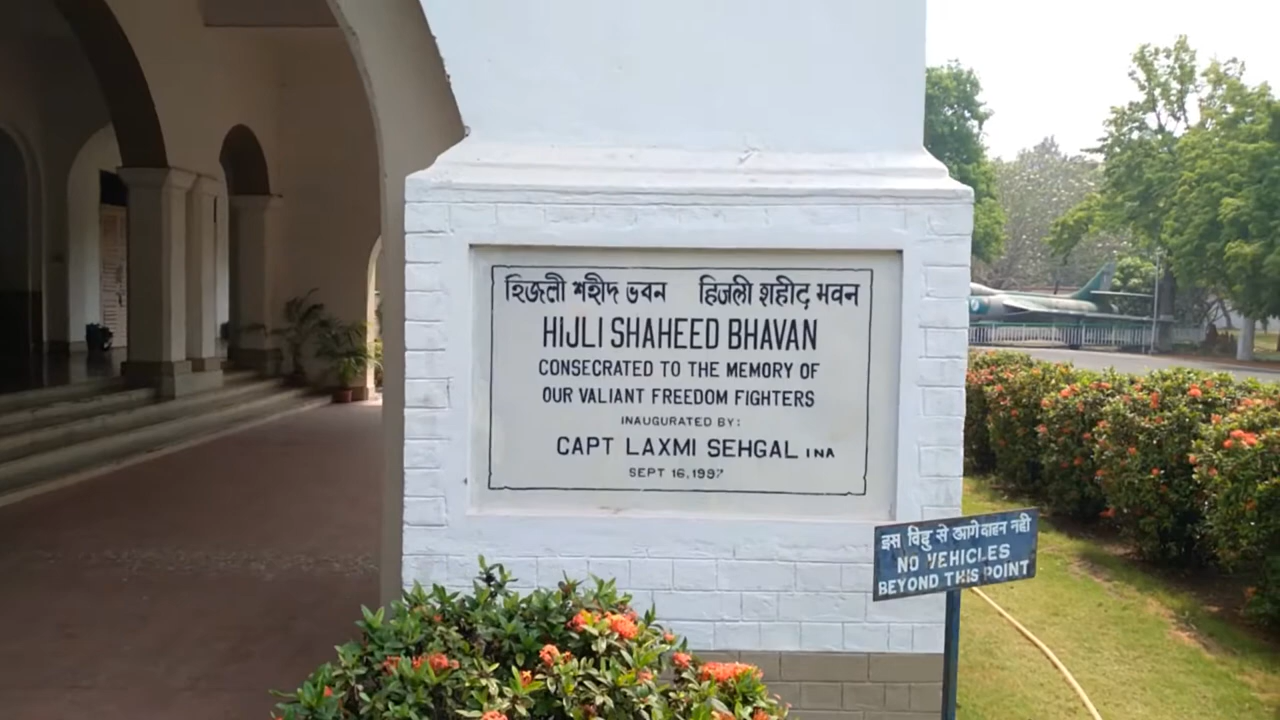 হিজলী শহীদ ভবন हिजली शहीद भवन
HIJLI SHAHEED BHAVAN
CONSECRATED TO THE MEMORY OF
OUR VALIANT FREEDOM FIGHTERS
INAUGURATED BY:
CAPT LAXMI SEHGAL INA
SEPT 16, 1997
इस विंदु से आगे वाहन नहीं
NO VEHICLES
BEYOND THIS POINT